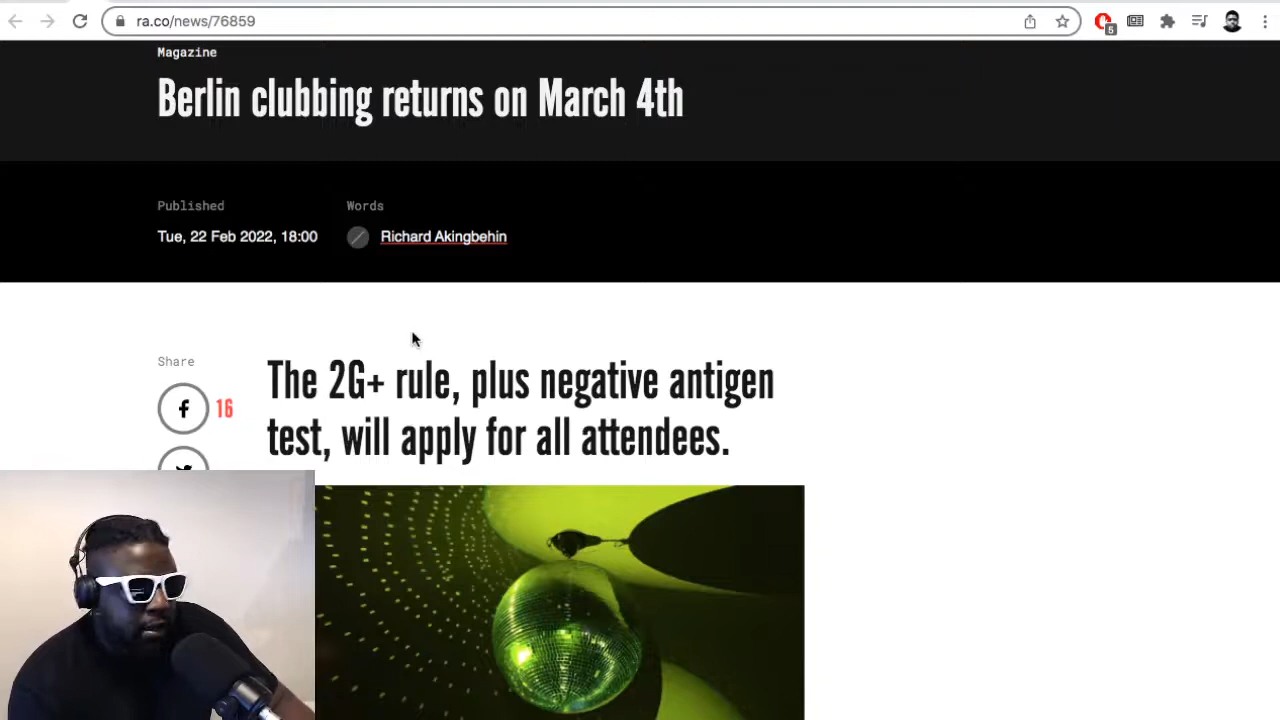 ra.co/news/76859
5
Magazine
Berlin clubbing returns on March 4th
Published
Words
Tue, 22 Feb 2022, 18:00
Richard Akingbehin
Share
16
The 2G+ rule, plus negative antigen
test, will apply for all attendees.